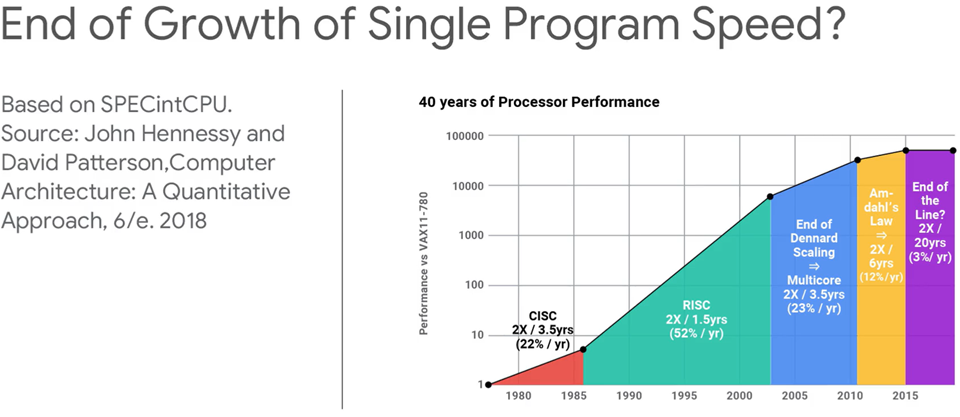 End of Growth of Single Program Speed?
Based on SPECintCPU.
Source: John Hennessy and
David Patterson,Computer
Architecture: A Quantitative
Approach, 6/e. 2018
40 years of Processor Performance
Performance vs VAX11-780
100000
10000
1000
100
10
1
CISC
2X / 3.5yrs
(22% / yr)
RISC
2X / 1.5yrs
(52% / yr)
End of
Dennard
Scaling
⇒
Multicore
2X / 3.5yrs
(23% / yr)
Am-
dahl's
Law
⇒
2X /
6yrs
(12%/yr)
End of
the
Line?
2X /
20yrs
(3%/ yr)
1980
1985
1990
1995
2000
2005
2010
2015